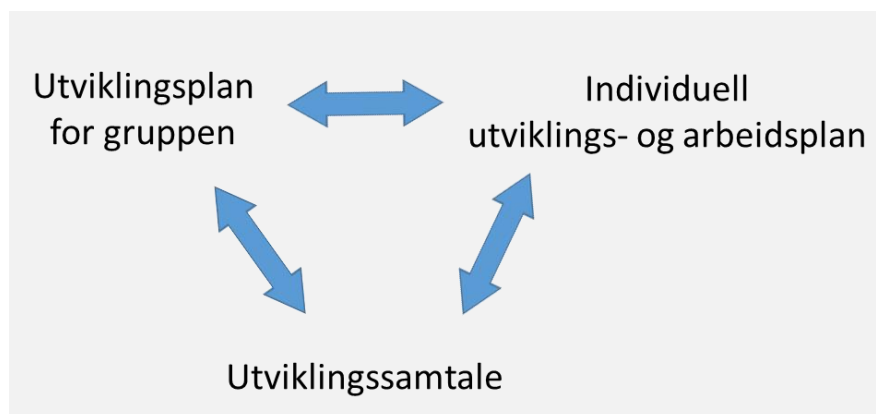 Utviklingsplan
for gruppen
Individuell
utviklings- og arbeidsplan
Utviklingssamtale